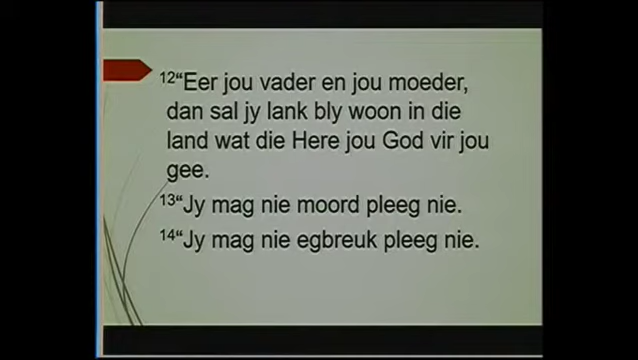 12“Eer jou vader en jou moeder,
dan sal jy lank bly woon in die
land wat die Here jou God vir jou
gee.
13“Jy mag nie moord pleeg nie.
14“Jy mag nie egbreuk pleeg nie.